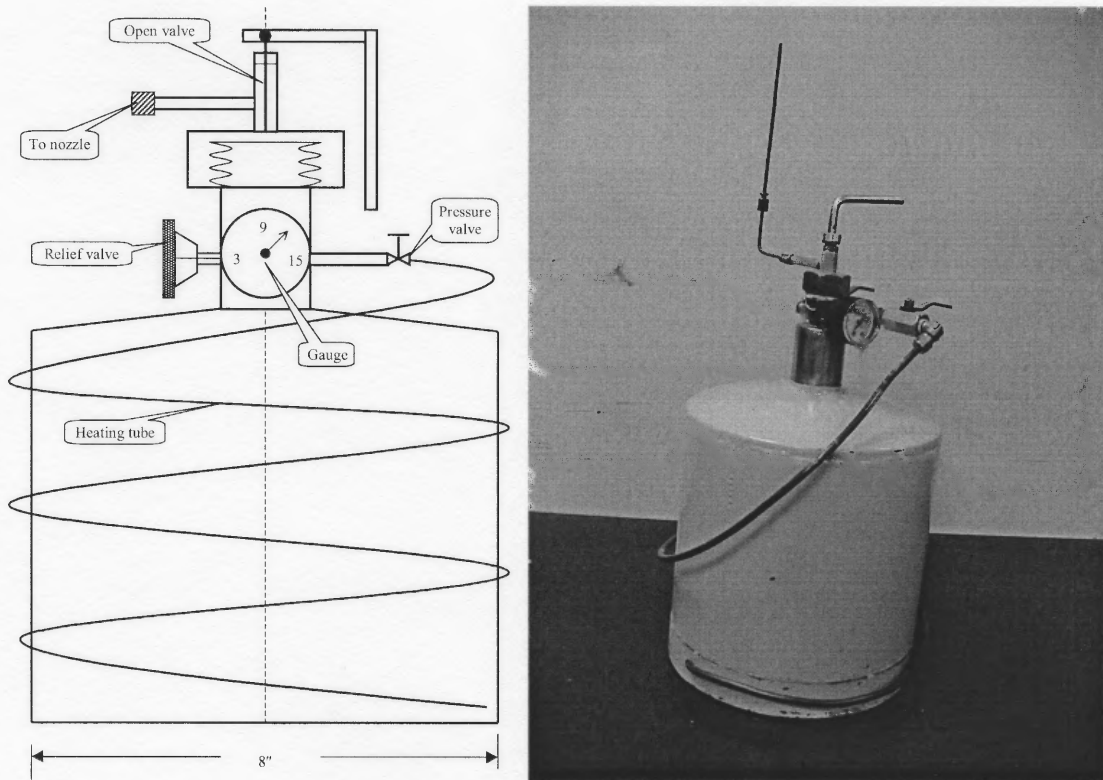 Open valve
To nozzle
Pressure
valve
Relief valve
9
3
15
Gauge
Heating tube
8"